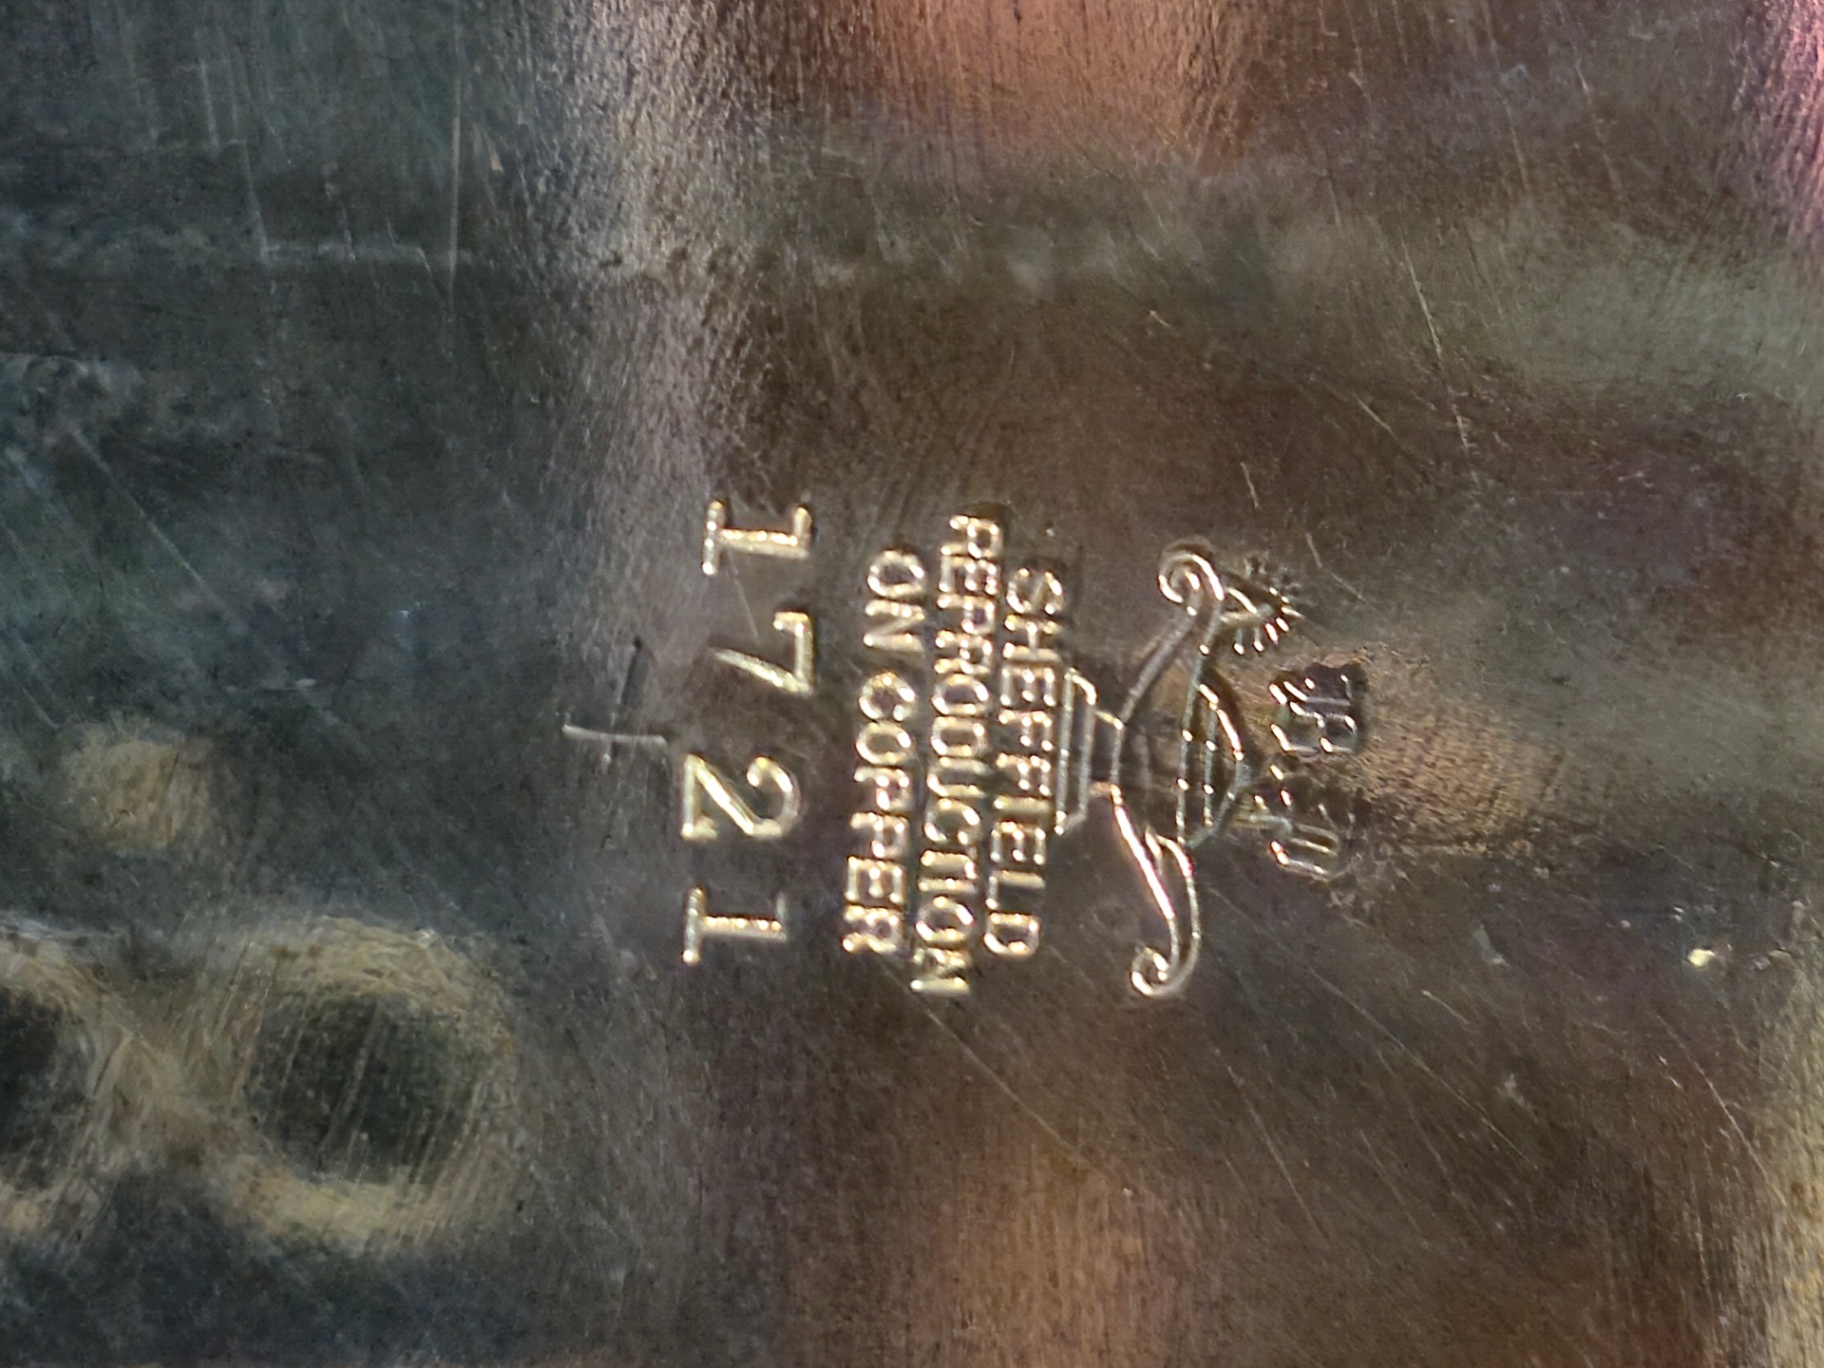 SHEFFIELD
REPRODUCTION
ON COPPER
1721